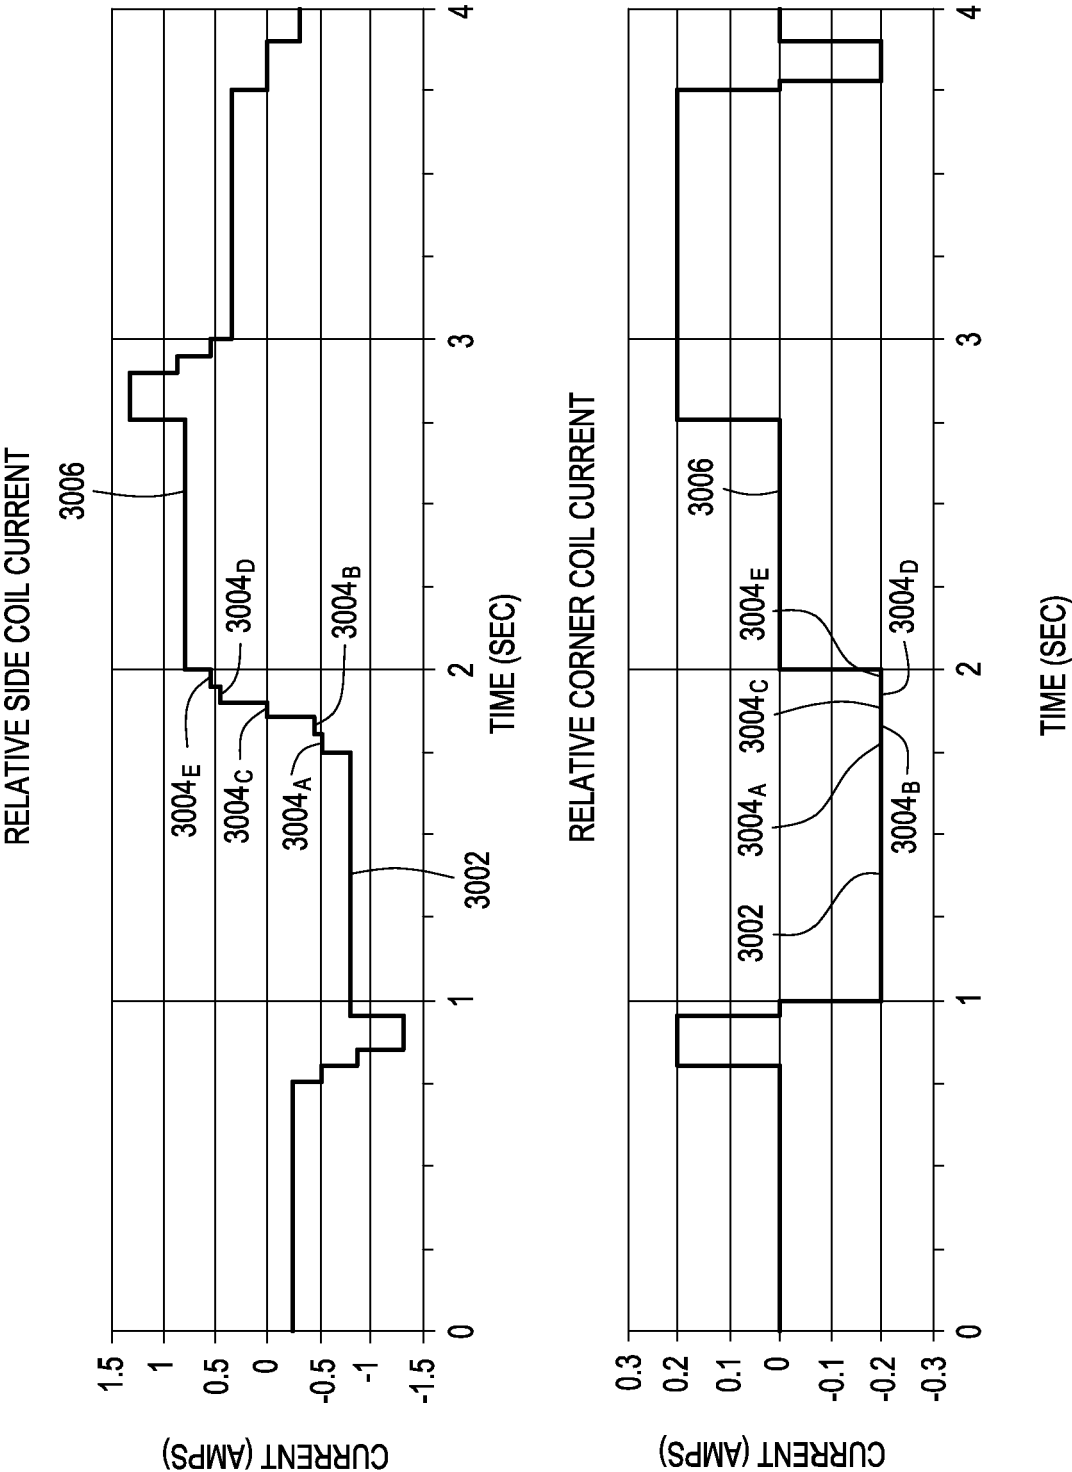 RELATIVE SIDE COIL CURRENT
CURRENT (AMPS)
1.5
1
0.5
0
-0.5
-1
-1.5
0
1
2
3
4
TIME (SEC)
3002
3004A
3004B
3004C
3004D
3004E
3006
RELATIVE CORNER COIL CURRENT
CURRENT (AMPS)
0.3
0.2
0.1
0
-0.1
-0.2
-0.3
0
1
2
3
4
TIME (SEC)
3002
3004A
3004B
3004C
3004D
3004E
3006